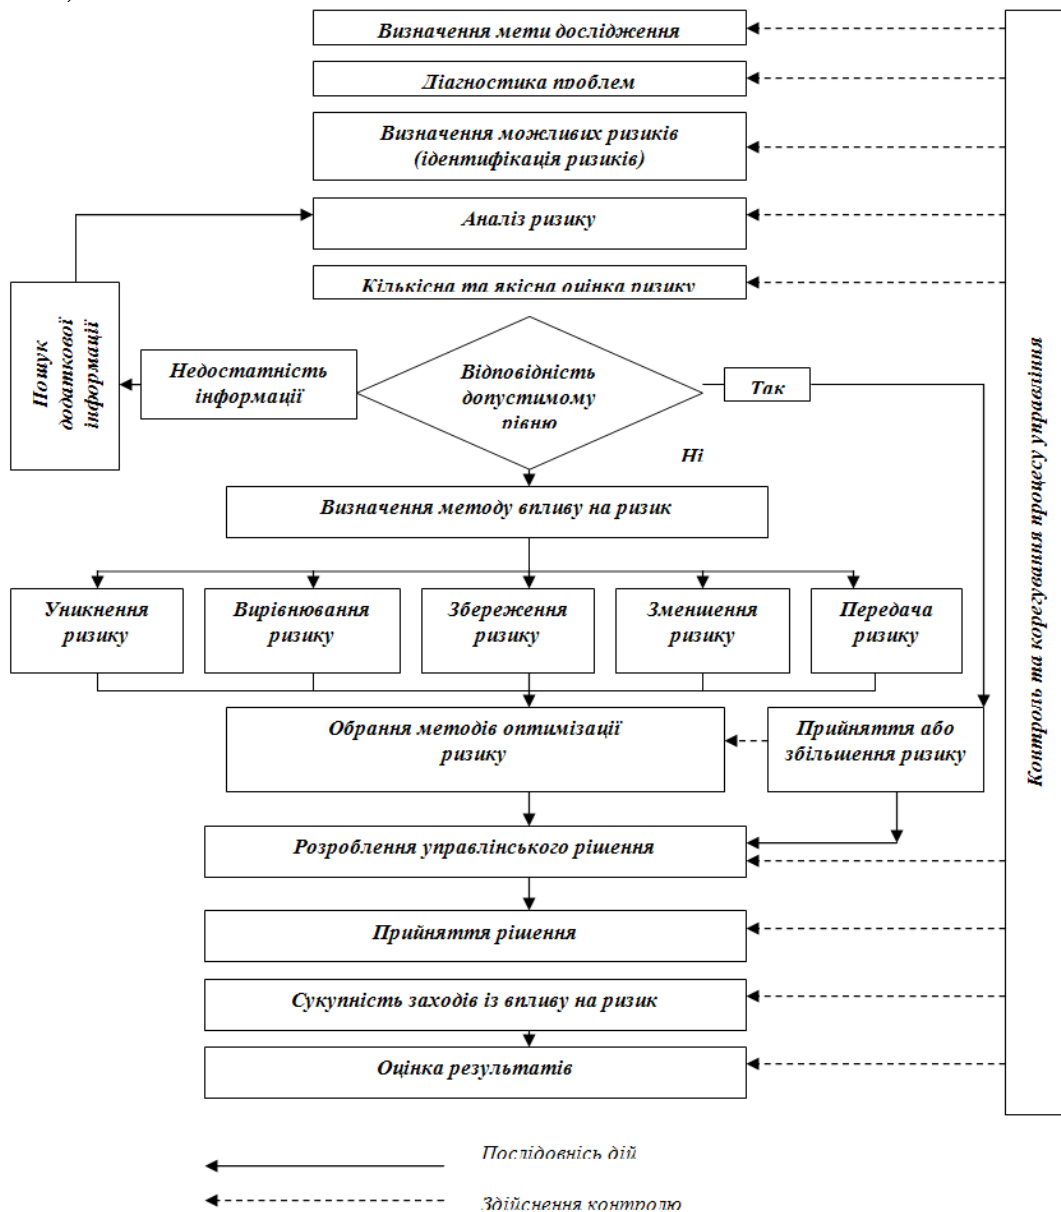 Визначення мети дослідження
Діагностика проблем
Визначення можливих ризиків
(ідентифікація ризиків)
Аналіз ризику
Кількісна та якісна оцінка ризику
Пошук
додаткової
інформації
Недостатність
інформації
Відповідність
допустимому
рівню
Так
Ні
Визначення методу впливу на ризик
Уникнення
ризику
Вирівнювання
ризику
Збереження
ризику
Зменшення
ризику
Передача
ризику
Обрання методів оптимізації
ризику
Прийняття або
збільшення ризику
Розроблення управлінського рішення
Прийняття рішення
Сукупність заходів із впливу на ризик
Оцінка результатів
Контроль та корегування процесу управління
Послідовнісь дій
Здійснення контролю